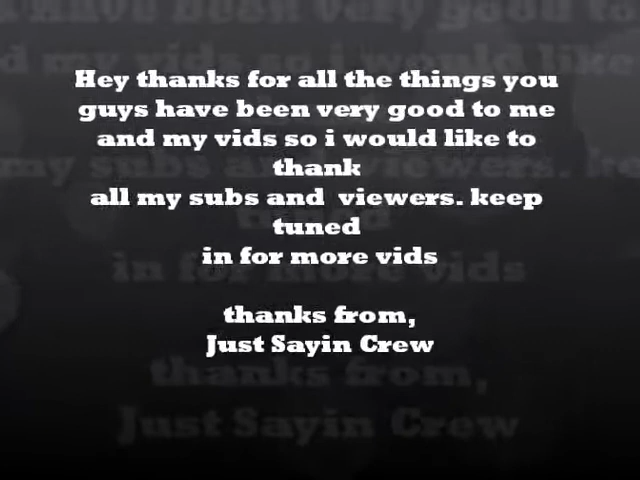 Hey thanks for all the things you
guys have been very good to me
and my vids so i would like to
thank
all my subs and viewers. keep
tuned
in for more vids
thanks from,
Just Sayin Crew